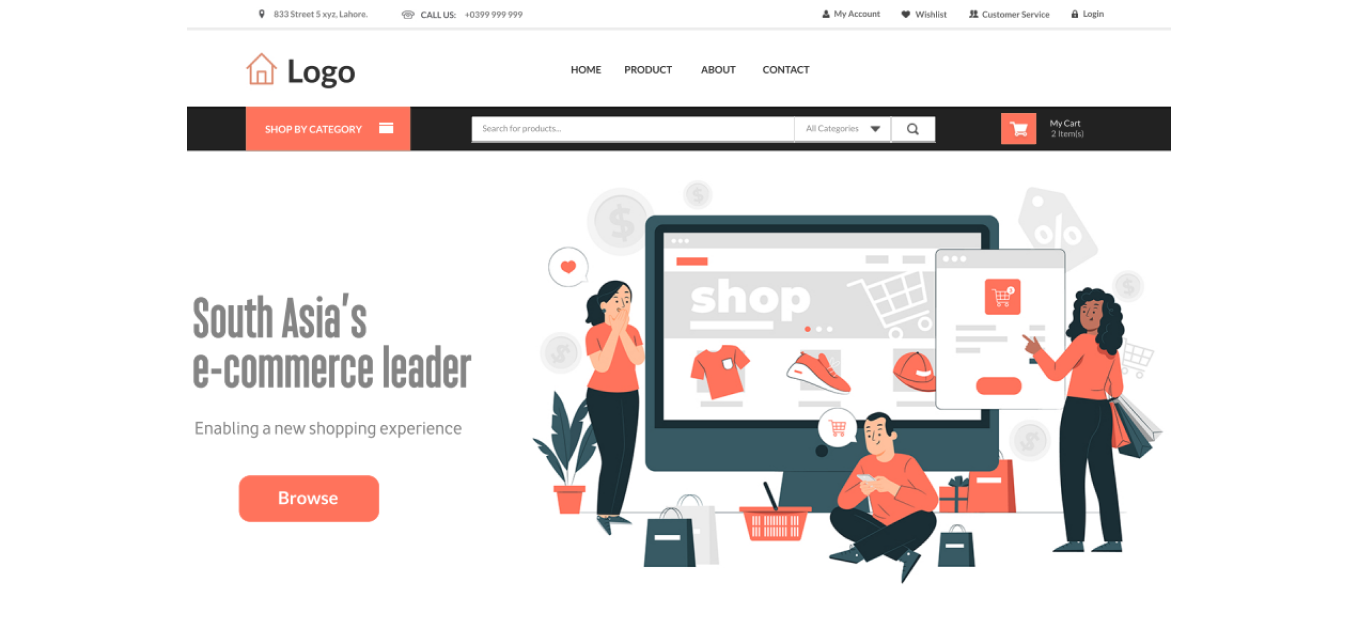 833 Street 5 xyz, Lahore.
CALL US: +0399 999 999
My Account
Wishlist
Customer Service
Login
Logo
HOME
PRODUCT
ABOUT
CONTACT
SHOP BY CATEGORY
Search for products...
All Categories
My Cart
2 Item(s)
South Asia's
e-commerce leader
Enabling a new shopping experience
Browse
shop
%
$
$
$
$
$